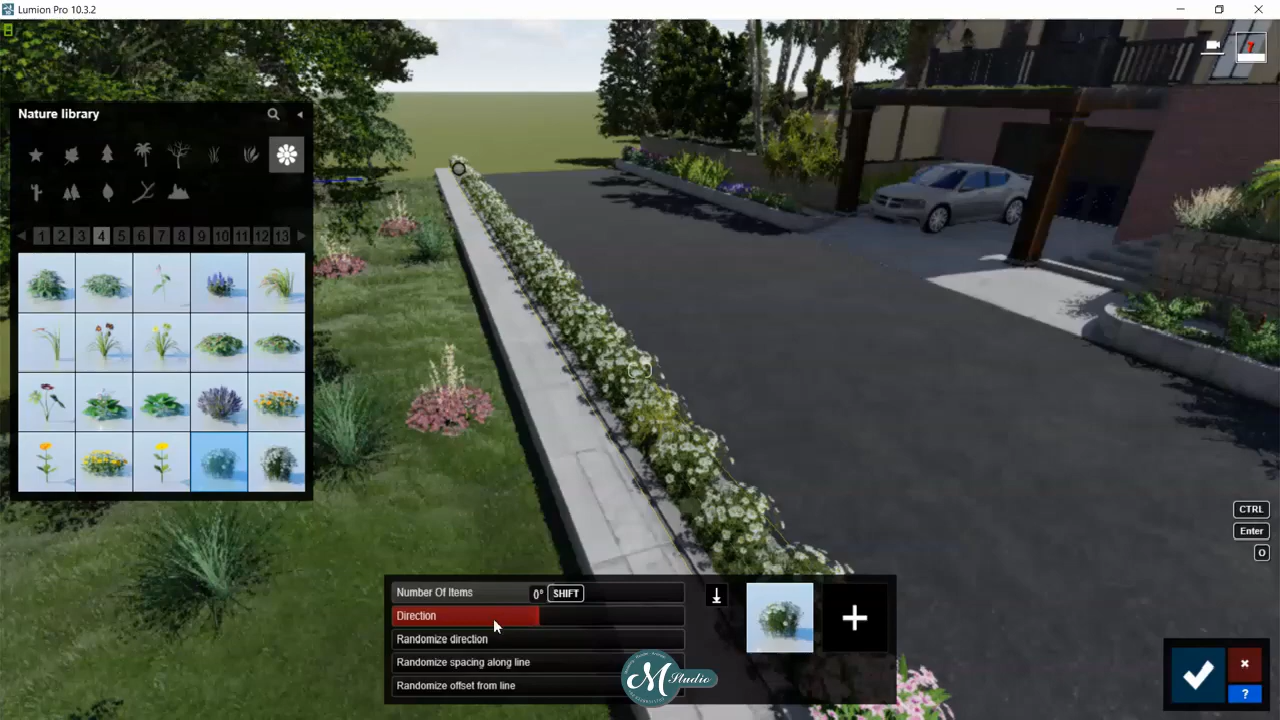 Lumion Pro 10.3.2
Nature library
1 2 3 4 5 6 7 8 9 10 11 12 13
CTRL
Enter
O
Number Of Items
0° SHIFT
Direction
Randomize direction
Randomize spacing along line
Randomize offset from line
M Studio
?